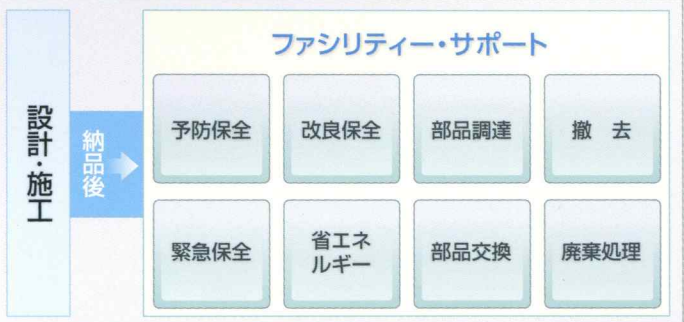 設計・施工
納品後
ファシリティー・サポート
予防保全
改良保全
部品調達
撤 去
緊急保全
省エネ
ルギー
部品交換
廃棄処理